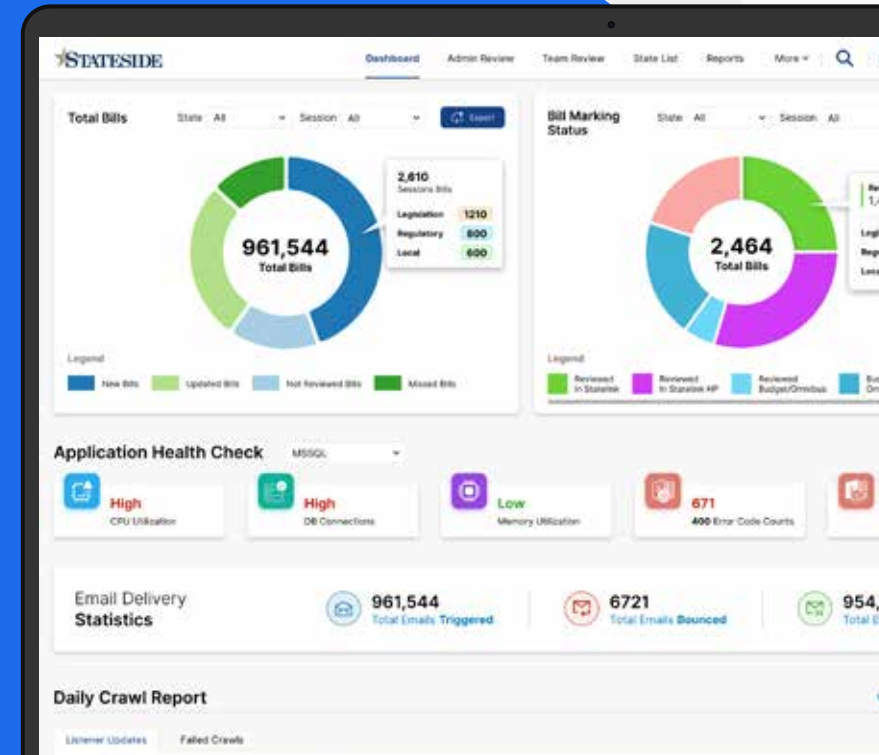 STATESIDE
Dashboard Admin Review Team Review State List Reports More
Total Bills State All Session All Export
2,610
Sessions Bills
Legislation 1210
Regulatory 800
Local 600
961,544
Total Bills
Legend
New Bills Updated Bills Not Reviewed Bills Missed Bills
Bill Marking
Status
State All Session All
2,464
Total Bills
Legend
Reviewed
In Statelink
Reviewed
In Statelink HP
Reviewed
Budget/Omnibus
Application Health Check MSSQL
High
CPU Utilization
High
DB Connections
Low
Memory Utilization
671
400 Error Code Counts
Email Delivery
Statistics
961,544
Total Emails Triggered
6721
Total Emails Bounced
954,
Total E
Daily Crawl Report
Listener Updates Failed Crawls